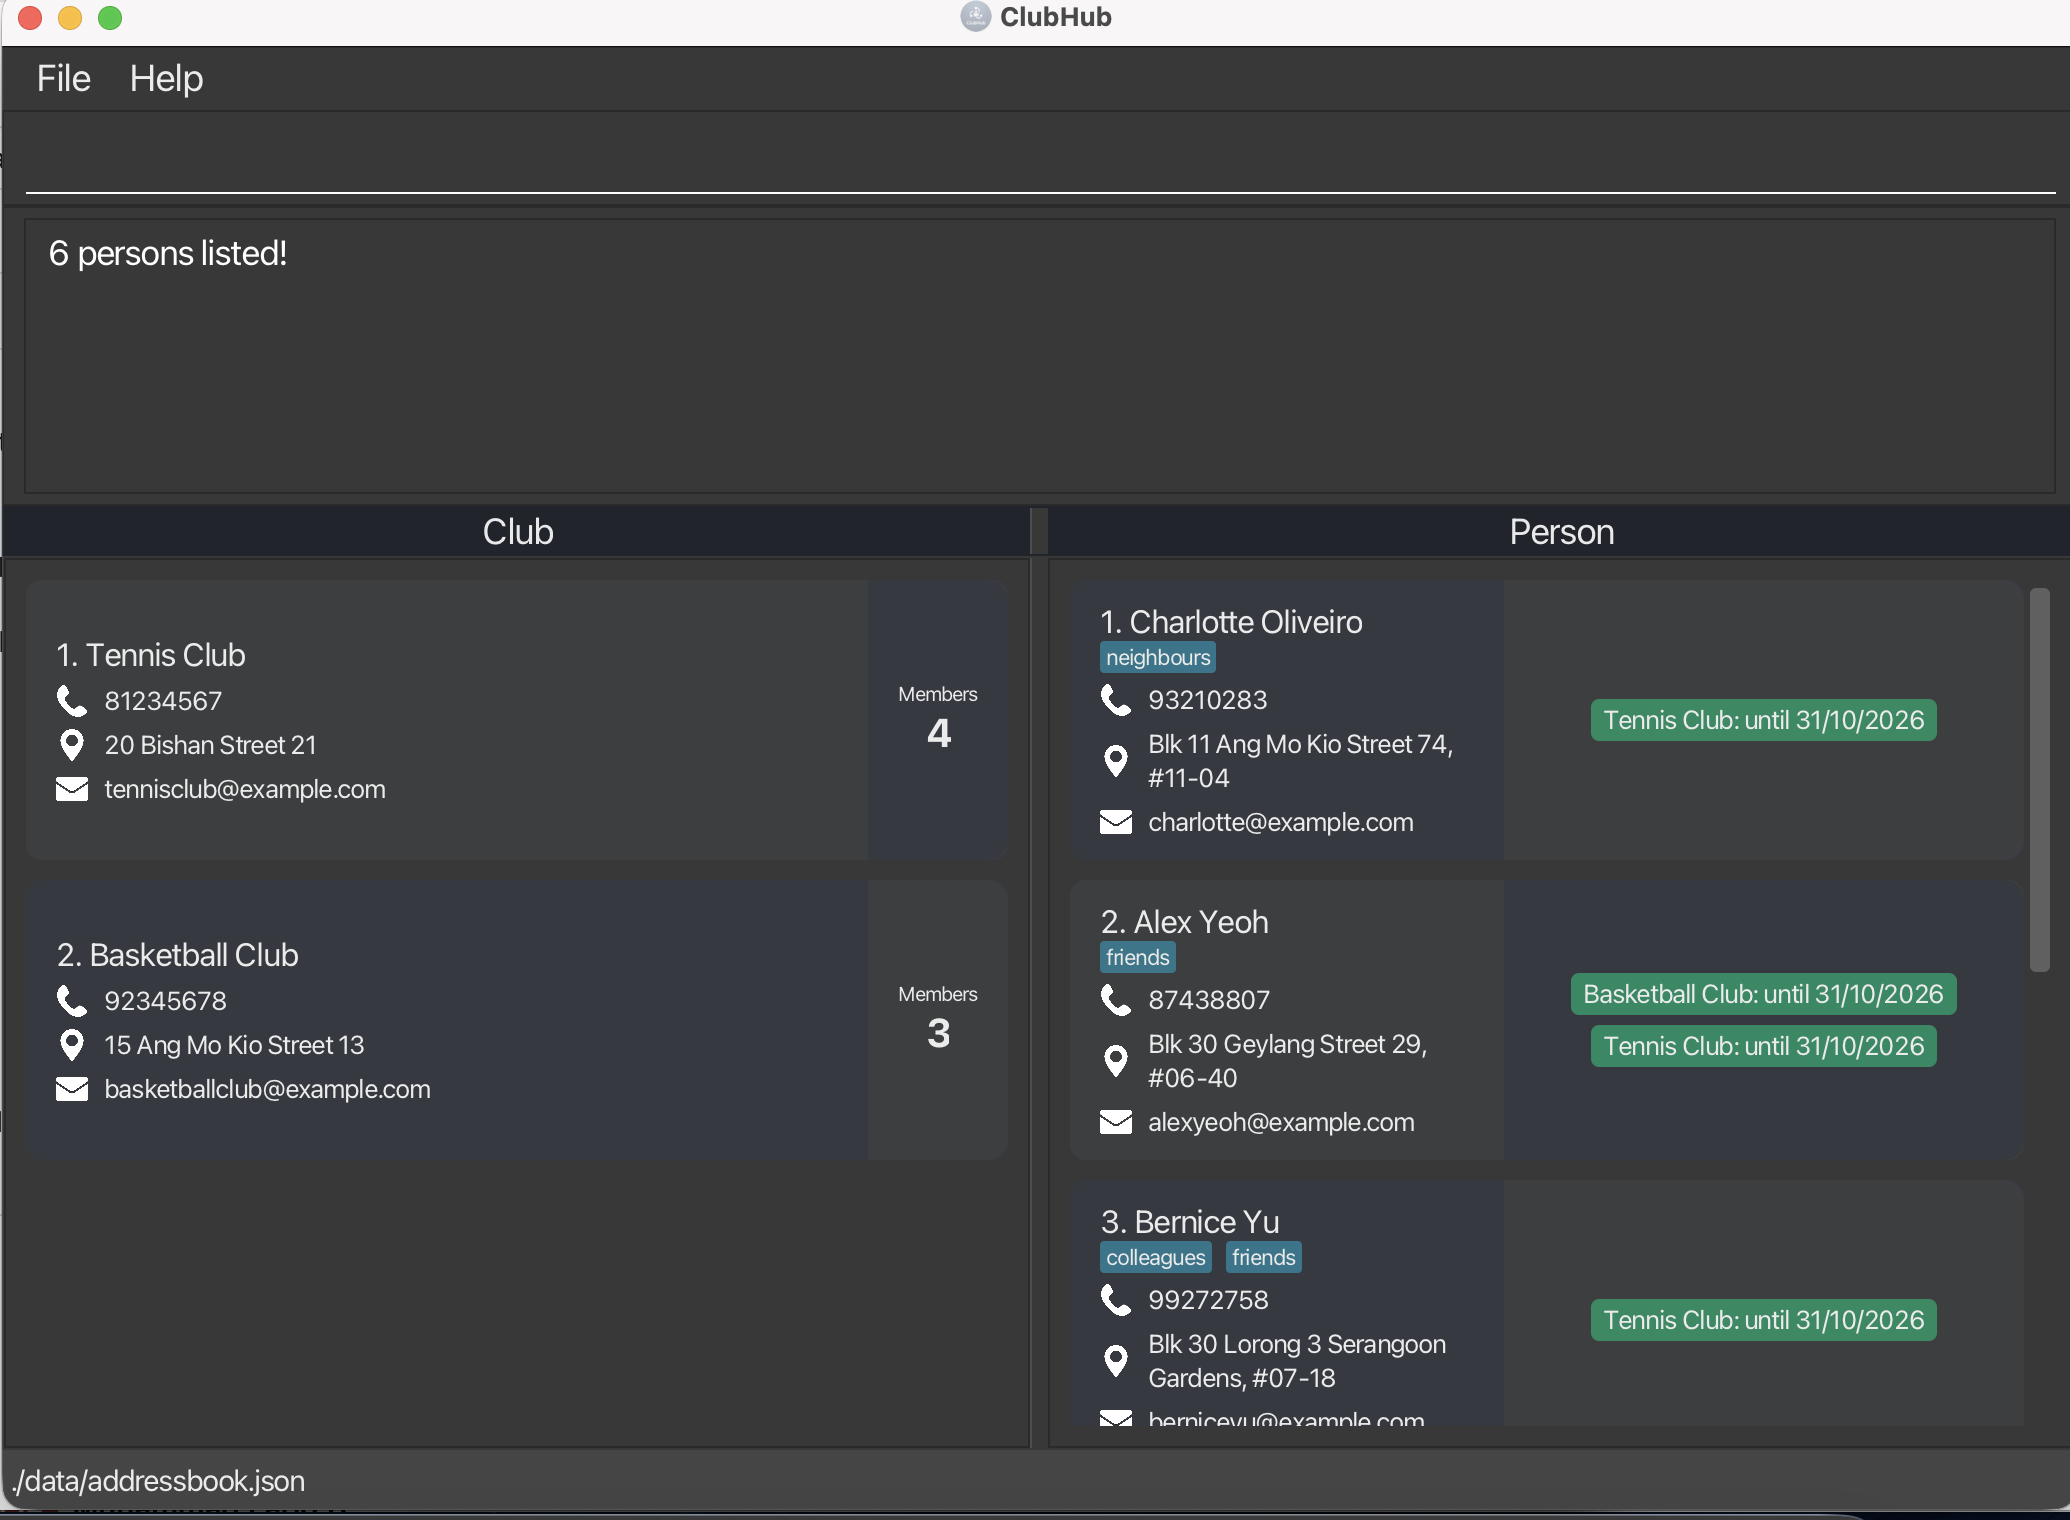 ClubHub
File Help
6 persons listed!
Club
Person
1. Tennis Club
81234567
20 Bishan Street 21
tennisclub@example.com
Members
4
2. Basketball Club
92345678
15 Ang Mo Kio Street 13
basketballclub@example.com
Members
3
1. Charlotte Oliveiro
neighbours
93210283
Blk 11 Ang Mo Kio Street 74,
#11-04
charlotte@example.com
Tennis Club: until 31/10/2026
2. Alex Yeoh
friends
87438807
Blk 30 Geylang Street 29,
#06-40
alexyeoh@example.com
Basketball Club: until 31/10/2026
Tennis Club: until 31/10/2026
3. Bernice Yu
colleagues friends
99272758
Blk 30 Lorong 3 Serangoon
Gardens, #07-18
berniceyu@example.com
Tennis Club: until 31/10/2026
./data/addressbook.json